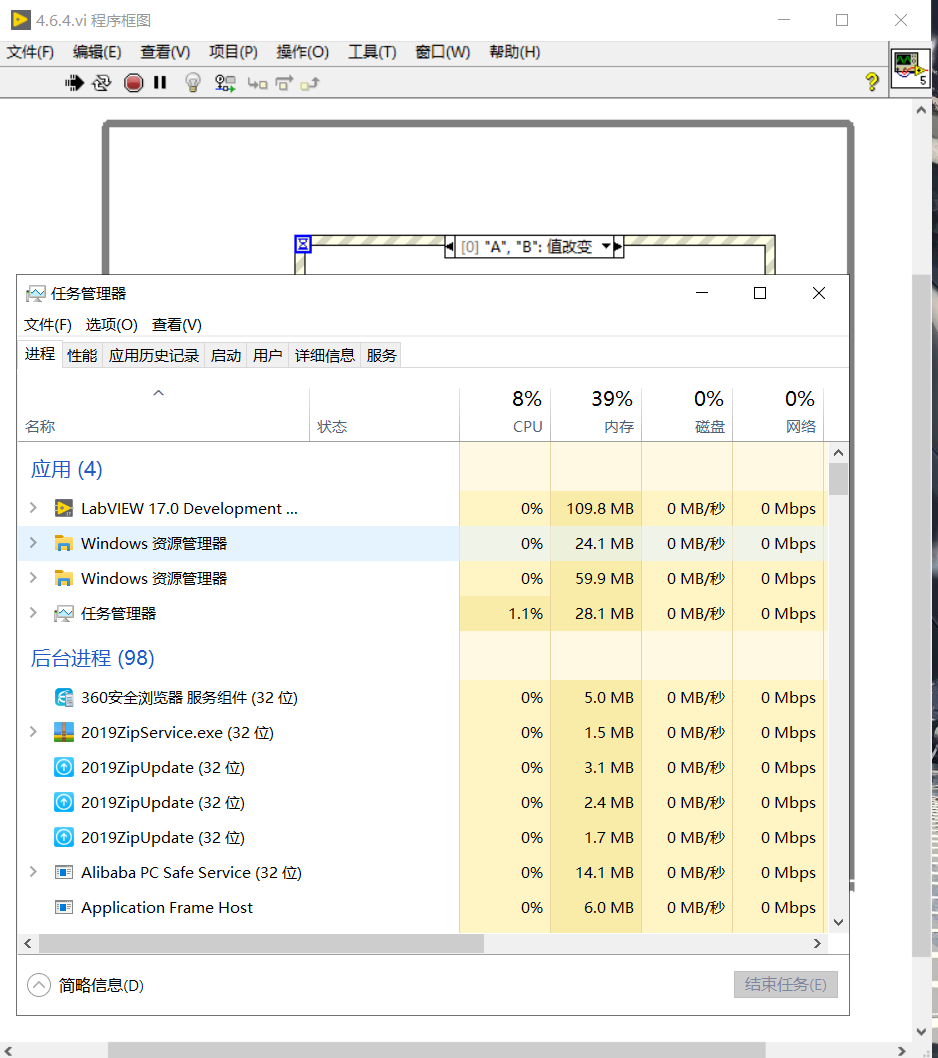 4.6.4.vi 程序框图
文件(F) 编辑(E) 查看(V) 项目(P) 操作(O) 工具(T) 窗口(W) 帮助(H)
?
5
[0] "A", "B": 值改变
任务管理器
文件(F) 选项(O) 查看(V)
进程 性能 应用历史记录 启动 用户 详细信息 服务
8% 39% 0% 0%
名称 状态 CPU 内存 磁盘 网络
应用 (4)
LabVIEW 17.0 Development ... 0% 109.8 MB 0 MB/秒 0 Mbps
Windows 资源管理器 0% 24.1 MB 0 MB/秒 0 Mbps
Windows 资源管理器 0% 59.9 MB 0 MB/秒 0 Mbps
任务管理器 1.1% 28.1 MB 0 MB/秒 0 Mbps
后台进程 (98)
360安全浏览器 服务组件 (32 位) 0% 5.0 MB 0 MB/秒 0 Mbps
2019ZipService.exe (32 位) 0% 1.5 MB 0 MB/秒 0 Mbps
2019ZipUpdate (32 位) 0% 3.1 MB 0 MB/秒 0 Mbps
2019ZipUpdate (32 位) 0% 2.4 MB 0 MB/秒 0 Mbps
2019ZipUpdate (32 位) 0% 1.7 MB 0 MB/秒 0 Mbps
Alibaba PC Safe Service (32 位) 0% 14.1 MB 0 MB/秒 0 Mbps
Application Frame Host 0% 6.0 MB 0 MB/秒 0 Mbps
简略信息(D) 结束任务(E)